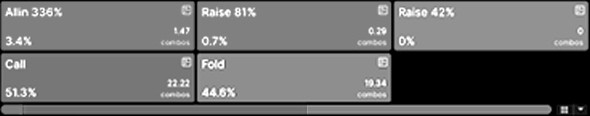 Allin 336%
1.47
3.4%
combos
Raise 81%
0.29
0.7%
combos
Raise 42%
0
0%
combos
Call
22.22
51.3%
combos
Fold
19.34
44.6%
combos